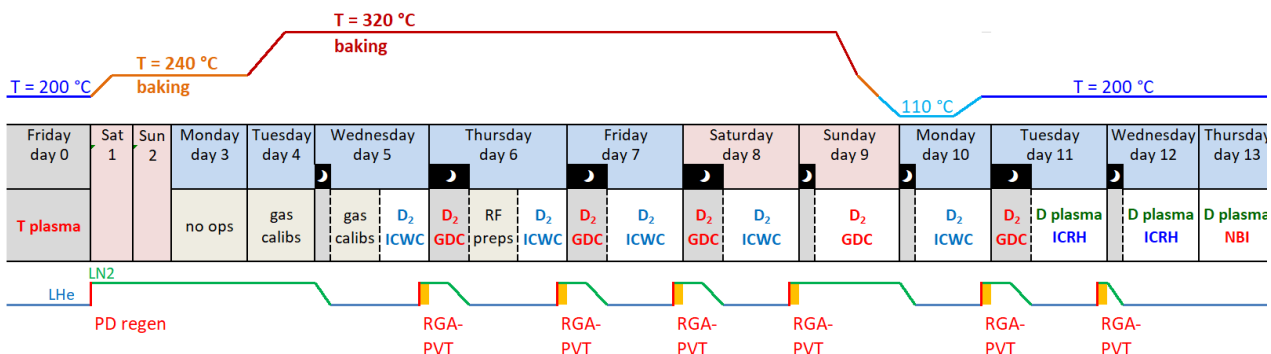 T = 320 °C
baking
T = 240 °C
baking
T = 200 °C
T = 200 °C
110 °C
Friday Sat Sun Monday Tuesday Wednesday Thursday Friday Saturday Sunday Monday Tuesday Wednesday Thursday
day 0 1 2 day 3 day 4 day 5 day 6 day 7 day 8 day 9 day 10 day 11 day 12 day 13
T plasma
no ops
gas
calibs
gas
calibs
D₂
ICWC
D₂
GDC
RF
preps
D₂
ICWC
D₂
GDC
D₂
ICWC
D₂
GDC
D₂
ICWC
D₂
GDC
D₂
ICWC
D₂
GDC
D plasma
ICRH
D plasma
ICRH
D plasma
NBI
LN2
LHe
PD regen
RGA-
PVT
RGA-
PVT
RGA-
PVT
RGA-
PVT
RGA-
PVT
RGA-
PVT